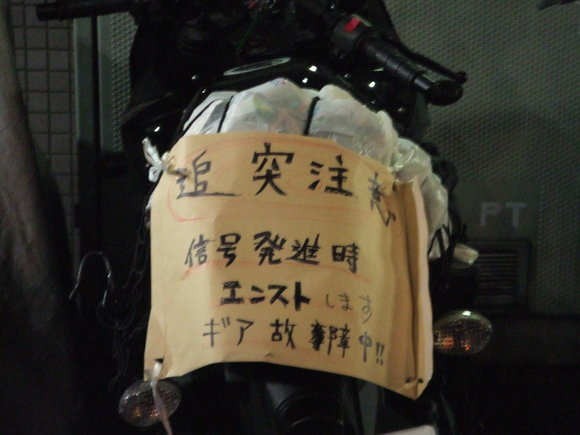 追突注意
信号発進時
エンストします
ギア故障中!!
PT